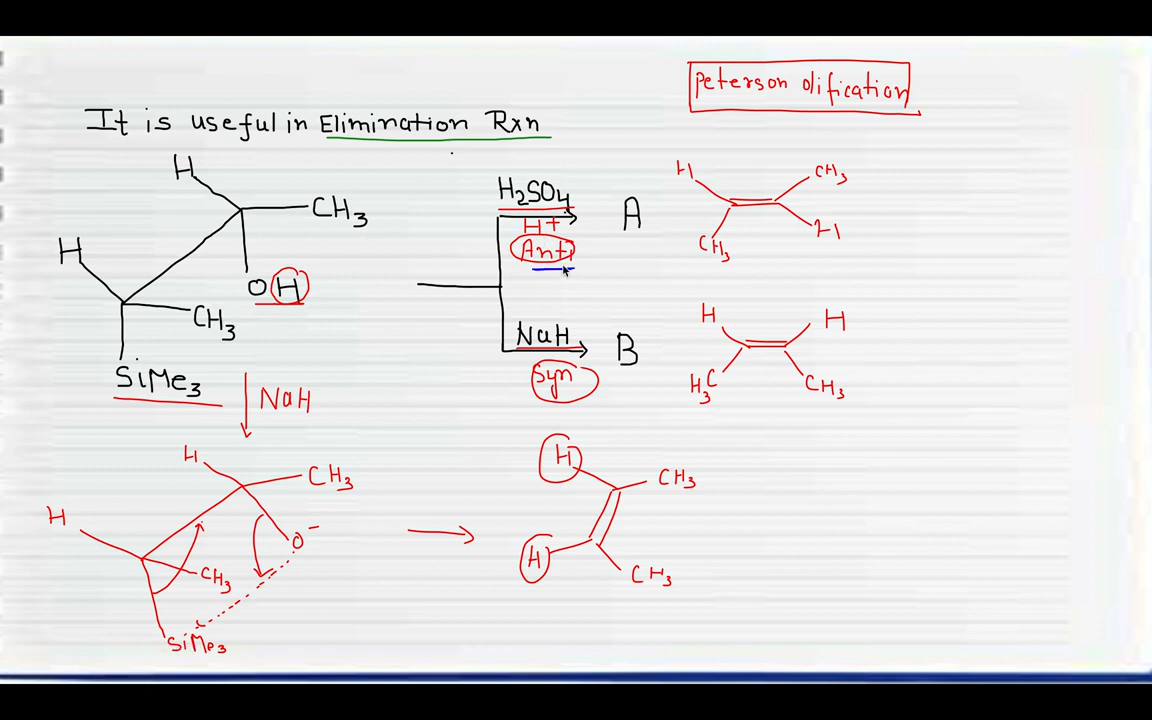 Peterson olification
It is useful in Elimination Rxn
H
CH3
H
OH
CH3
SiMe3
H2SO4
H+
Anti
A
H
CH3
CH3
H
NaH
Syn
B
H
H
H3C
CH3
NaH
H
CH3
H
O-
CH3
SiMe3
H
CH3
H
CH3